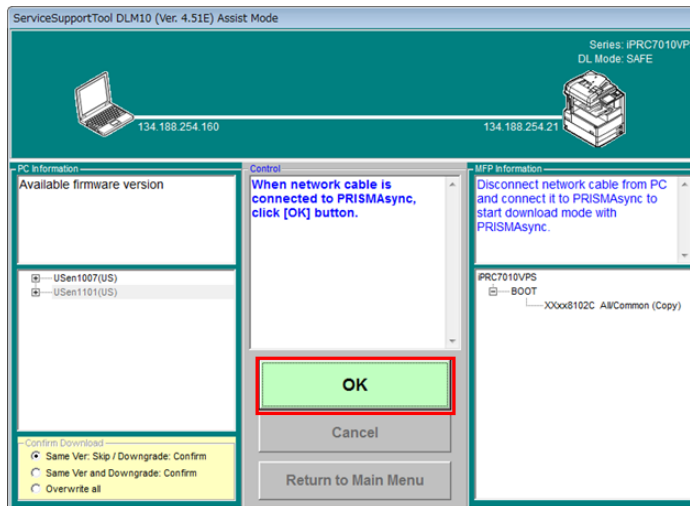 ServiceSupportTool DLM10 (Ver. 4.51E) Assist Mode
Series: iPRC7010VP
DL Mode: SAFE
134.188.254.160
134.188.254.21
PC Information
Available firmware version
USen1007(US)
USen1101(US)
Confirm Download
Same Ver: Skip / Downgrade: Confirm
Same Ver and Downgrade: Confirm
Overwrite all
Control
When network cable is
connected to PRISMAsync,
click [OK] button.
OK
Cancel
Return to Main Menu
MFP Information
Disconnect network cable from PC
and connect it to PRISMAsync to
start download mode with
PRISMAsync.
iPRC7010VPS
BOOT
XXxx8102C All/Common (Copy)